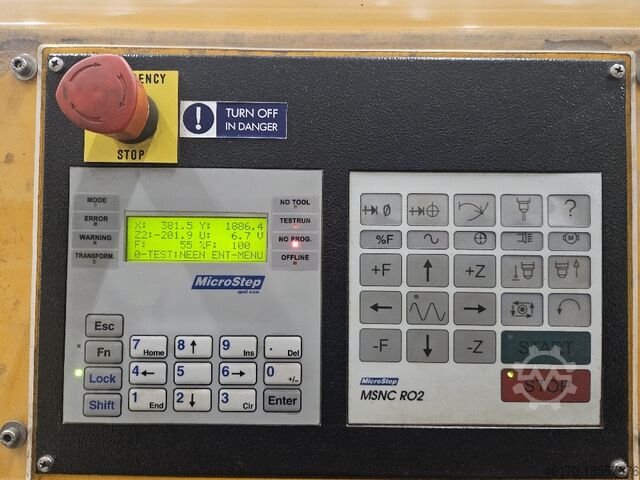 EMERGENCY
STOP
TURN OFF
IN DANGER
MODE
ERROR
WARNING
TRANSFORM.
X: 381.5 Y: 1886.4
Z2:-201.9 U: 6.7 V
F: 55 %F: 100
0-TEST:NEEN ENT-MENU
NO TOOL
TESTRUN
NO PROG.
OFFLINE
MicroStep
spol. s r.o.
Esc
Fn
Lock
Shift
7 Home 8 ↑ 9 Ins . Del
4 ← 5 6 → 0 +/-
1 End 2 ↓ 3 Clr Enter
Ø ?
%F M
+F ↑ +Z
← →
-F ↓ -Z START
STOP
MicroStep
MSNC RO2